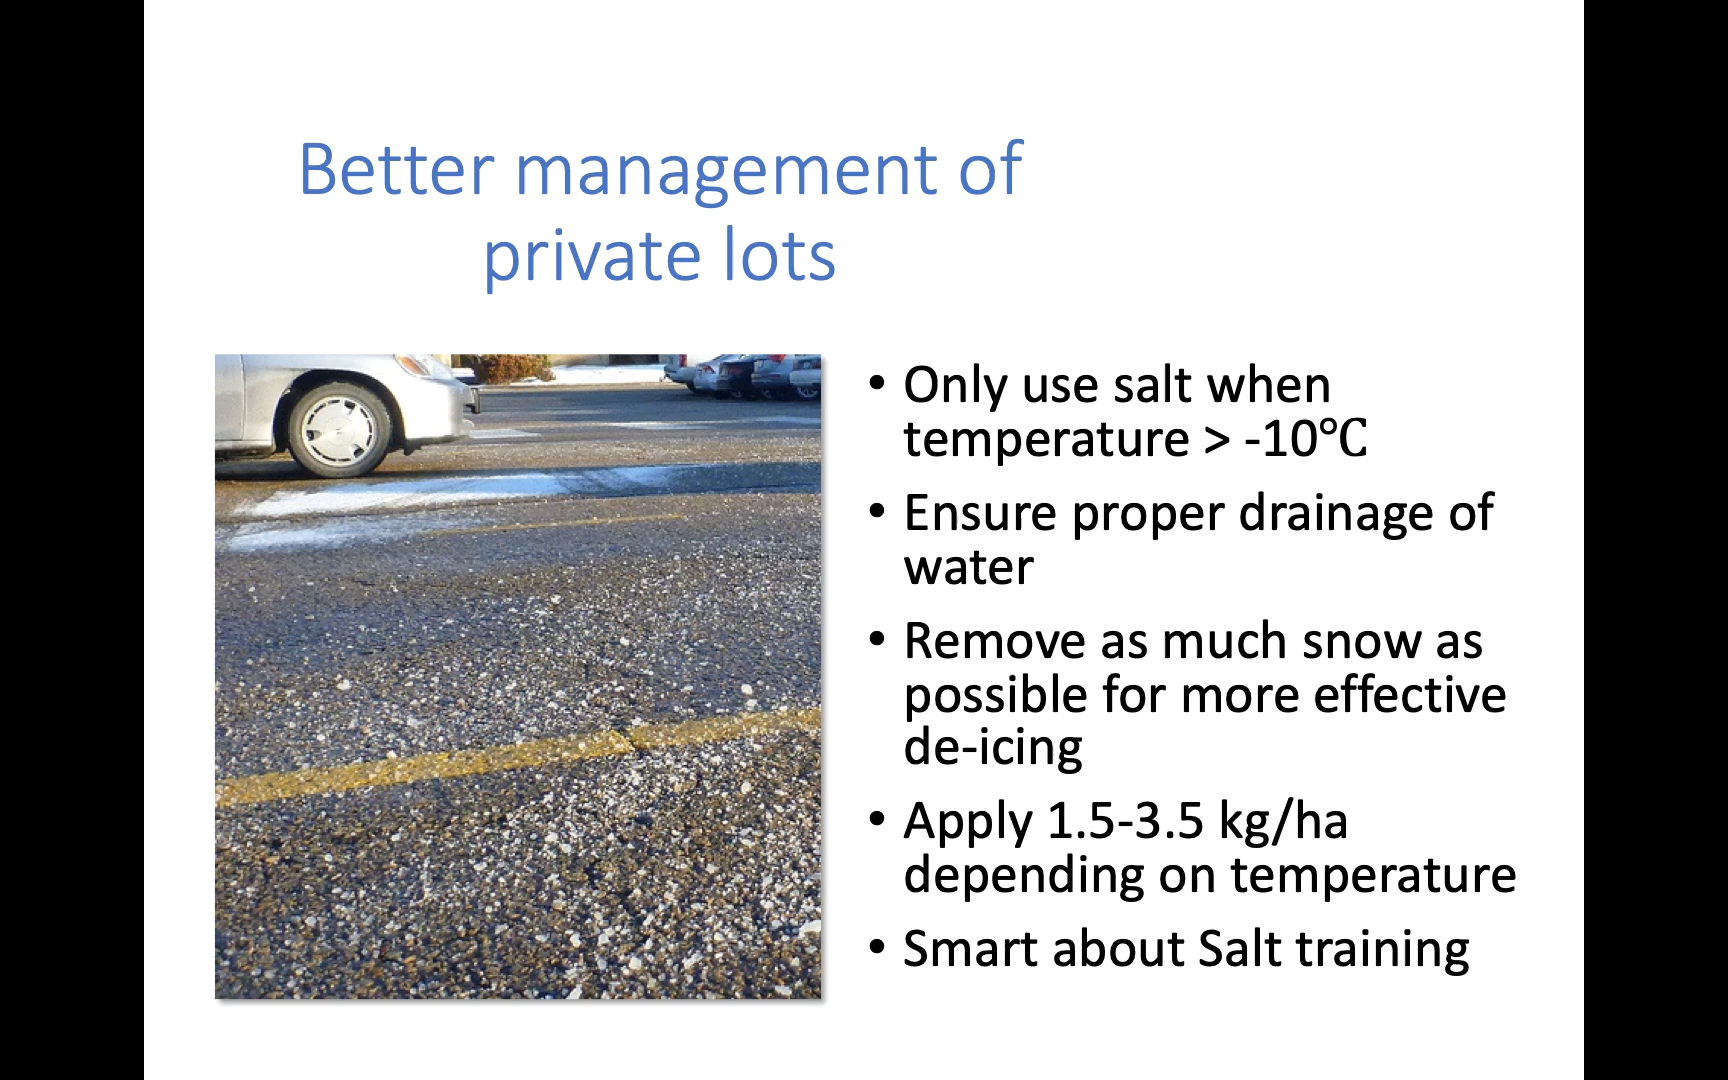 Better management of
private lots
• Only use salt when
temperature > -10°C
• Ensure proper drainage of
water
• Remove as much snow as
possible for more effective
de-icing
• Apply 1.5-3.5 kg/ha
depending on temperature
• Smart about Salt training